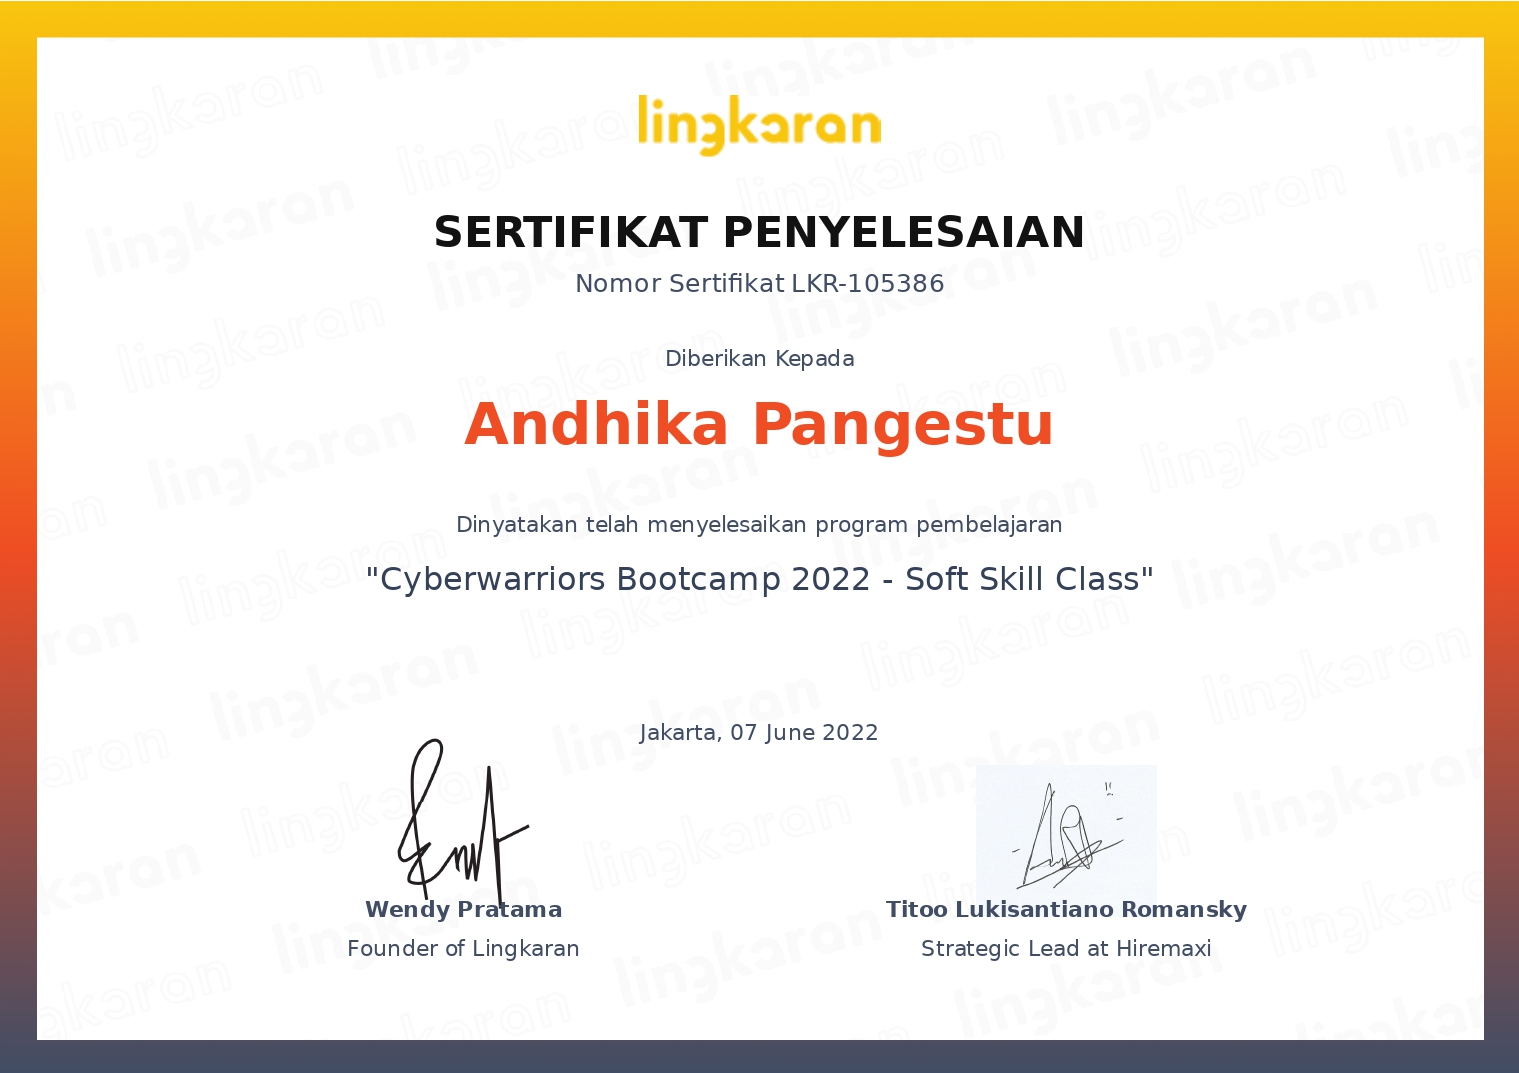 lingkaran
SERTIFIKAT PENYELESAIAN
Nomor Sertifikat LKR-105386
Diberikan Kepada
Andhika Pangestu
Dinyatakan telah menyelesaikan program pembelajaran
"Cyberwarriors Bootcamp 2022 - Soft Skill Class"
Jakarta, 07 June 2022
Wendy Pratama
Founder of Lingkaran
Titoo Lukisantiano Romansky
Strategic Lead at Hiremaxi